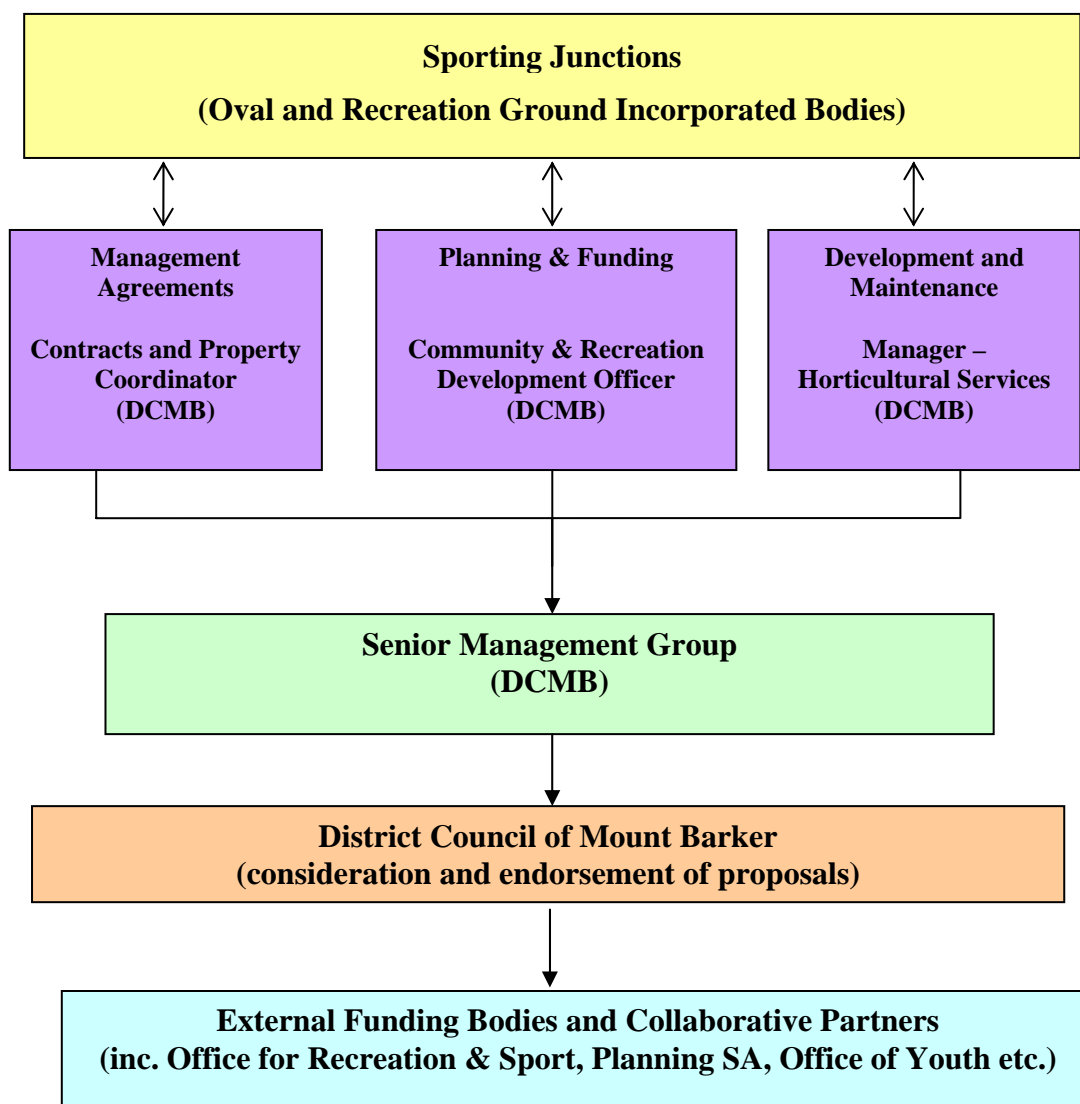 Sporting Junctions
(Oval and Recreation Ground Incorporated Bodies)
Management
Agreements
Contracts and Property
Coordinator
(DCMB)
Planning & Funding
Community & Recreation
Development Officer
(DCMB)
Development and
Maintenance
Manager –
Horticultural Services
(DCMB)
Senior Management Group
(DCMB)
District Council of Mount Barker
(consideration and endorsement of proposals)
External Funding Bodies and Collaborative Partners
(inc. Office for Recreation & Sport, Planning SA, Office of Youth etc.)